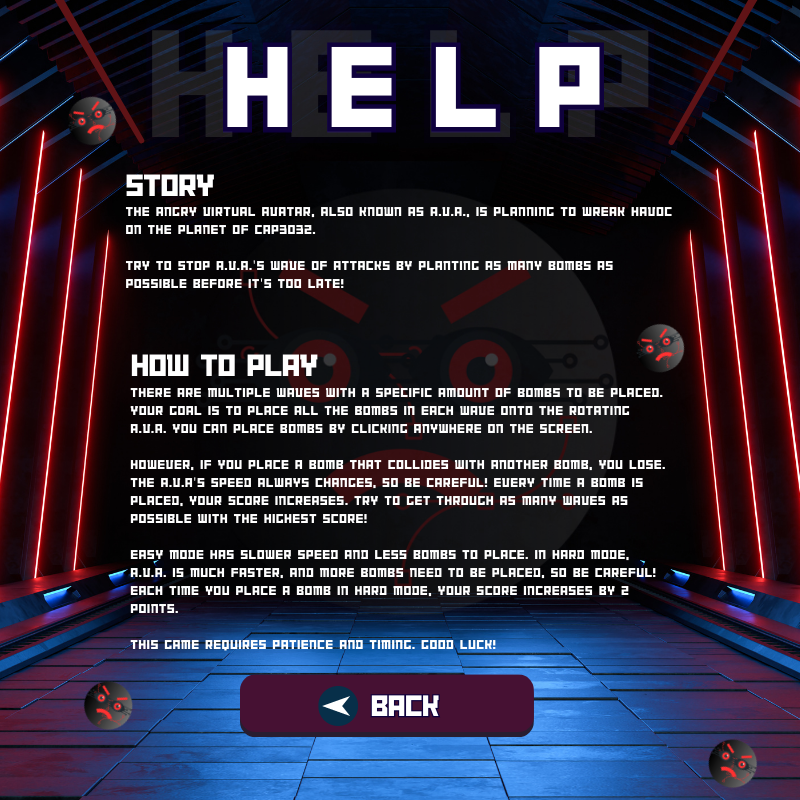 HELP
STORY
THE ANGRY VIRTUAL AVATAR, ALSO KNOWN AS A.V.A., IS PLANNING TO WREAK HAVOC
ON THE PLANET OF CAP3032.
TRY TO STOP A.V.A.'S WAVE OF ATTACKS BY PLANTING AS MANY BOMBS AS
POSSIBLE BEFORE IT'S TOO LATE!
HOW TO PLAY
THERE ARE MULTIPLE WAVES WITH A SPECIFIC AMOUNT OF BOMBS TO BE PLACED.
YOUR GOAL IS TO PLACE ALL THE BOMBS IN EACH WAVE ONTO THE ROTATING
A.V.A. YOU CAN PLACE BOMBS BY CLICKING ANYWHERE ON THE SCREEN.
HOWEVER, IF YOU PLACE A BOMB THAT COLLIDES WITH ANOTHER BOMB, YOU LOSE.
THE A.V.A'S SPEED ALWAYS CHANGES, SO BE CAREFUL! EVERY TIME A BOMB IS
PLACED, YOUR SCORE INCREASES. TRY TO GET THROUGH AS MANY WAVES AS
POSSIBLE WITH THE HIGHEST SCORE!
EASY MODE HAS SLOWER SPEED AND LESS BOMBS TO PLACE. IN HARD MODE,
A.V.A. IS MUCH FASTER, AND MORE BOMBS NEED TO BE PLACED, SO BE CAREFUL!
EACH TIME YOU PLACE A BOMB IN HARD MODE, YOUR SCORE INCREASES BY 2
POINTS.
THIS GAME REQUIRES PATIENCE AND TIMING. GOOD LUCK!
BACK